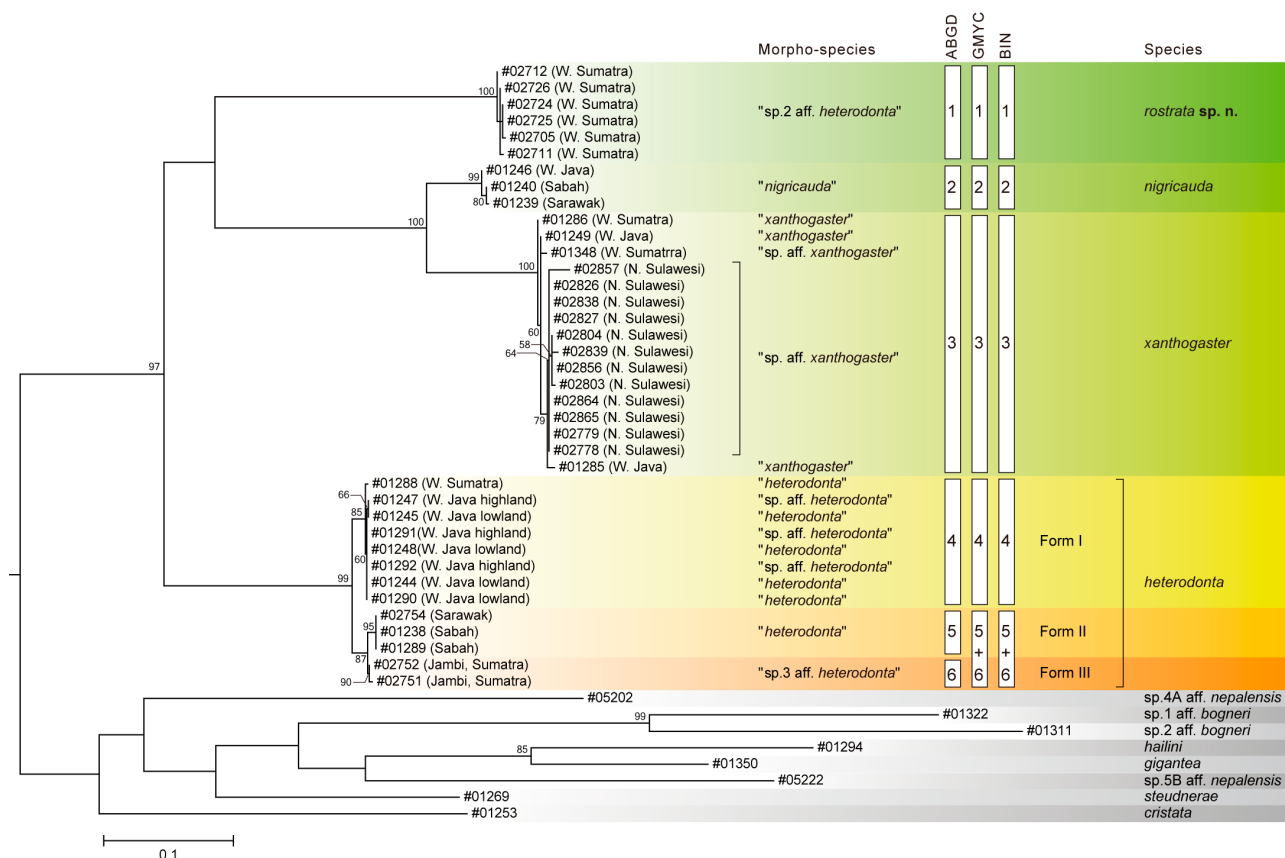 Morpho-species ABGD GMYC BIN Species
#02712 (W. Sumatra)
100
#02726 (W. Sumatra)
#02724 (W. Sumatra) "sp.2 aff. heterodonta" 1 1 1 rostrata sp. n.
#02725 (W. Sumatra)
#02705 (W. Sumatra)
#02711 (W. Sumatra)
#01246 (W. Java)
99
#01240 (Sabah) "nigricauda" 2 2 2 nigricauda
80
#01239 (Sarawak)
100
#01286 (W. Sumatra) "xanthogaster"
#01249 (W. Java) "xanthogaster"
#01348 (W. Sumatrra) "sp. aff. xanthogaster"
100
#02857 (N. Sulawesi)
#02826 (N. Sulawesi)
#02838 (N. Sulawesi)
#02827 (N. Sulawesi)
60
#02804 (N. Sulawesi)
58
#02839 (N. Sulawesi) "sp. aff. xanthogaster" 3 3 3 xanthogaster
64
#02856 (N. Sulawesi)
97
#02803 (N. Sulawesi)
#02864 (N. Sulawesi)
#02865 (N. Sulawesi)
79
#02779 (N. Sulawesi)
#02778 (N. Sulawesi)
#01285 (W. Java) "xanthogaster"
#01288 (W. Sumatra) "heterodonta"
66
#01247 (W. Java highland) "sp. aff. heterodonta"
85
#01245 (W. Java lowland) "heterodonta"
#01291(W. Java highland) "sp. aff. heterodonta" 4 4 4 Form I
#01248(W. Java lowland) "heterodonta"
60
#01292 (W. Java highland) "sp. aff. heterodonta"
99
#01244 (W. Java lowland) "heterodonta" heterodonta
#01290 (W. Java lowland) "heterodonta"
#02754 (Sarawak)
95
#01238 (Sabah) "heterodonta" 5 5 5 Form II
#01289 (Sabah) + +
87
#02752 (Jambi, Sumatra) "sp.3 aff. heterodonta" 6 6 6 Form III
90
#02751 (Jambi, Sumatra)
#05202 sp.4A aff. nepalensis
99
#01322 sp.1 aff. bogneri
#01311 sp.2 aff. bogneri
85
#01294 hailini
#01350 gigantea
#05222 sp.5B aff. nepalensis
#01269 steudnerae
#01253 cristata
0.1